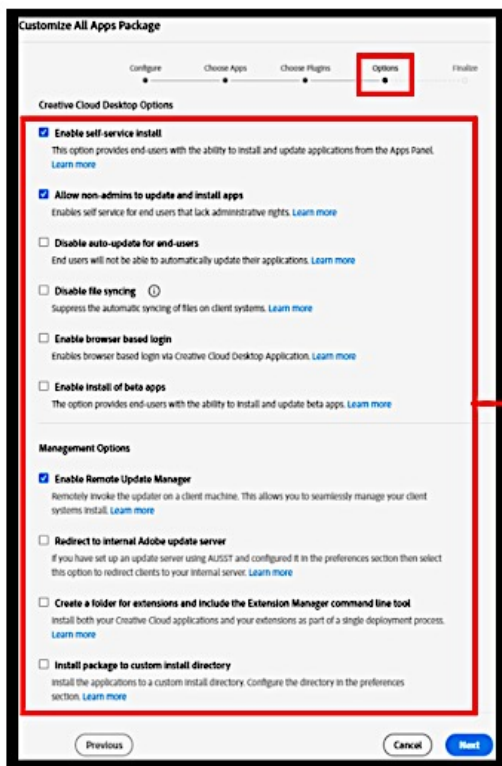 Customize All Apps Package
Configure Choose Apps Choose Plugins Options Finalize
Creative Cloud Desktop Options
Enable self-service install
This option provides end-users with the ability to install and update applications from the Apps Panel.
Learn more
Allow non-admins to update and install apps
Enables self service for end users that lack administrative rights. Learn more
Disable auto-update for end-users
End users will not be able to automatically update their applications. Learn more
Disable file syncing
Suppress the automatic syncing of files on client systems. Learn more
Enable browser based login
Enables browser based login via Creative Cloud Desktop Application. Learn more
Enable install of beta apps
The option provides end-users with the ability to install and update beta apps. Learn more
Management Options
Enable Remote Update Manager
Remotely invoke the updater on a client machine. This allows you to seamlessly manage your client
systems install. Learn more
Redirect to internal Adobe update server
If you have set up an update server using AUSST and configured it in the preferences section then select
this option to redirect clients to your internal server. Learn more
Create a folder for extensions and include the Extension Manager command line tool
Install both your Creative Cloud applications and your extensions as part of a single deployment process.
Learn more
Install package to custom install directory
Install the applications to a custom install directory. Configure the directory in the preferences
section. Learn more
Previous Cancel Next